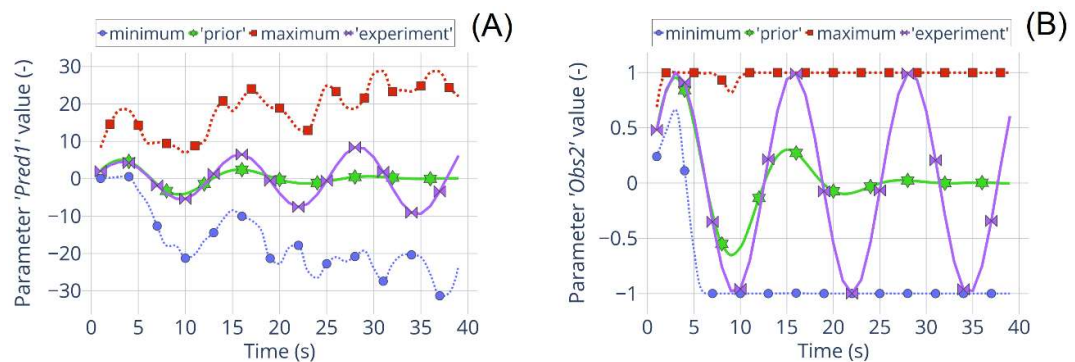 minimum 'prior' maximum 'experiment' (A)
Parameter 'Pred1' value (-)
30
20
10
0
−10
−20
−30
0 5 10 15 20 25 30 35 40
Time (s)
minimum 'prior' maximum 'experiment' (B)
Parameter 'Obs2' value (-)
1
0.5
0
−0.5
−1
0 5 10 15 20 25 30 35 40
Time (s)